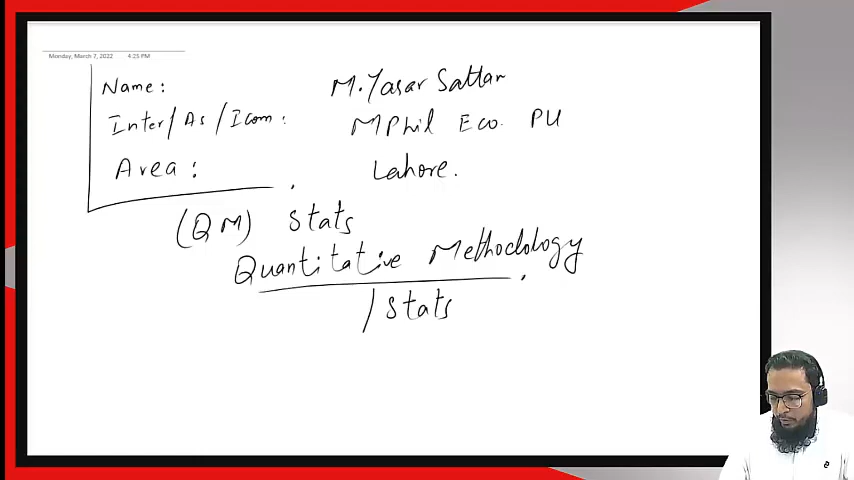 Monday, March 7, 2022 4:25 PM
Name: M. Yasar Sattar
Inter/As/Icom: MPhil Eco. PU
Area: Lahore.
(QM) Stats
Quantitative Methodology
/Stats